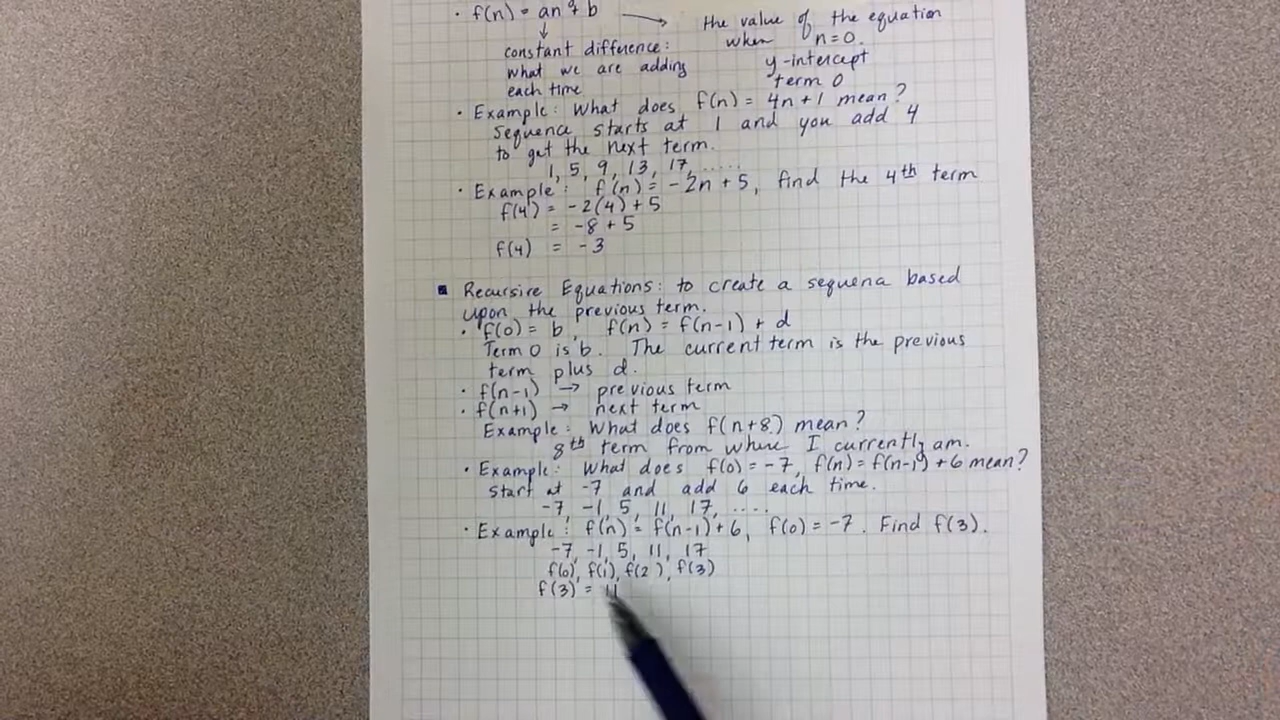 · f(n) = an + b → the value of the equation
↓ when n=0.
constant difference: y-intercept
what we are adding term 0
each time
· Example: What does f(n) = 4n+1 mean?
Sequena starts at 1 and you add 4
to get the next term.
1, 5, 9, 13, 17, .....
· Example: f(n) = -2n + 5, find the 4th term
f(4) = -2(4) + 5
= -8 + 5
f(4) = -3
▪ Recursive Equations: to create a sequena based
upon the previous term.
· f(0) = b, f(n) = f(n-1) + d
Term 0 is b. The current term is the previous
term plus d.
· f(n-1) → previous term
· f(n+1) → next term
Example: What does f(n+8) mean?
8th term from where I currently am.
· Example: What does f(0) = -7, f(n) = f(n-1) + 6 mean?
Start at -7 and add 6 each time.
-7, -1, 5, 11, 17, ....
· Example: f(n) = f(n-1) + 6, f(0) = -7. Find f(3).
-7, -1, 5, 11, 17
f(0), f(1), f(2), f(3)
f(3) = 11